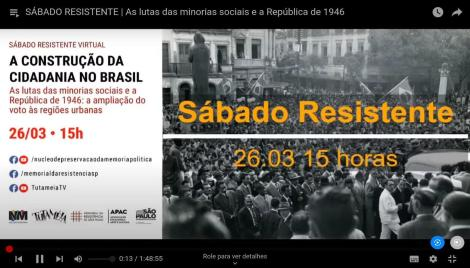 SÁBADO RESISTENTE | As lutas das minorias sociais e a República de 1946
SÁBADO RESISTENTE VIRTUAL
A CONSTRUÇÃO DA
CIDADANIA NO BRASIL
As lutas das minorias sociais e a
República de 1946: a ampliação do
voto às regiões urbanas
26/03 • 15h
/nucleodepreservacaodamemoriapolitica
/memorialdaresistenciasp
TutameiaTV
Sábado Resistente
26.03 15 horas
NM
TUTAMÉIA
APAC
SÃO PAULO
0:13 / 1:48:55
Role para ver detalhes